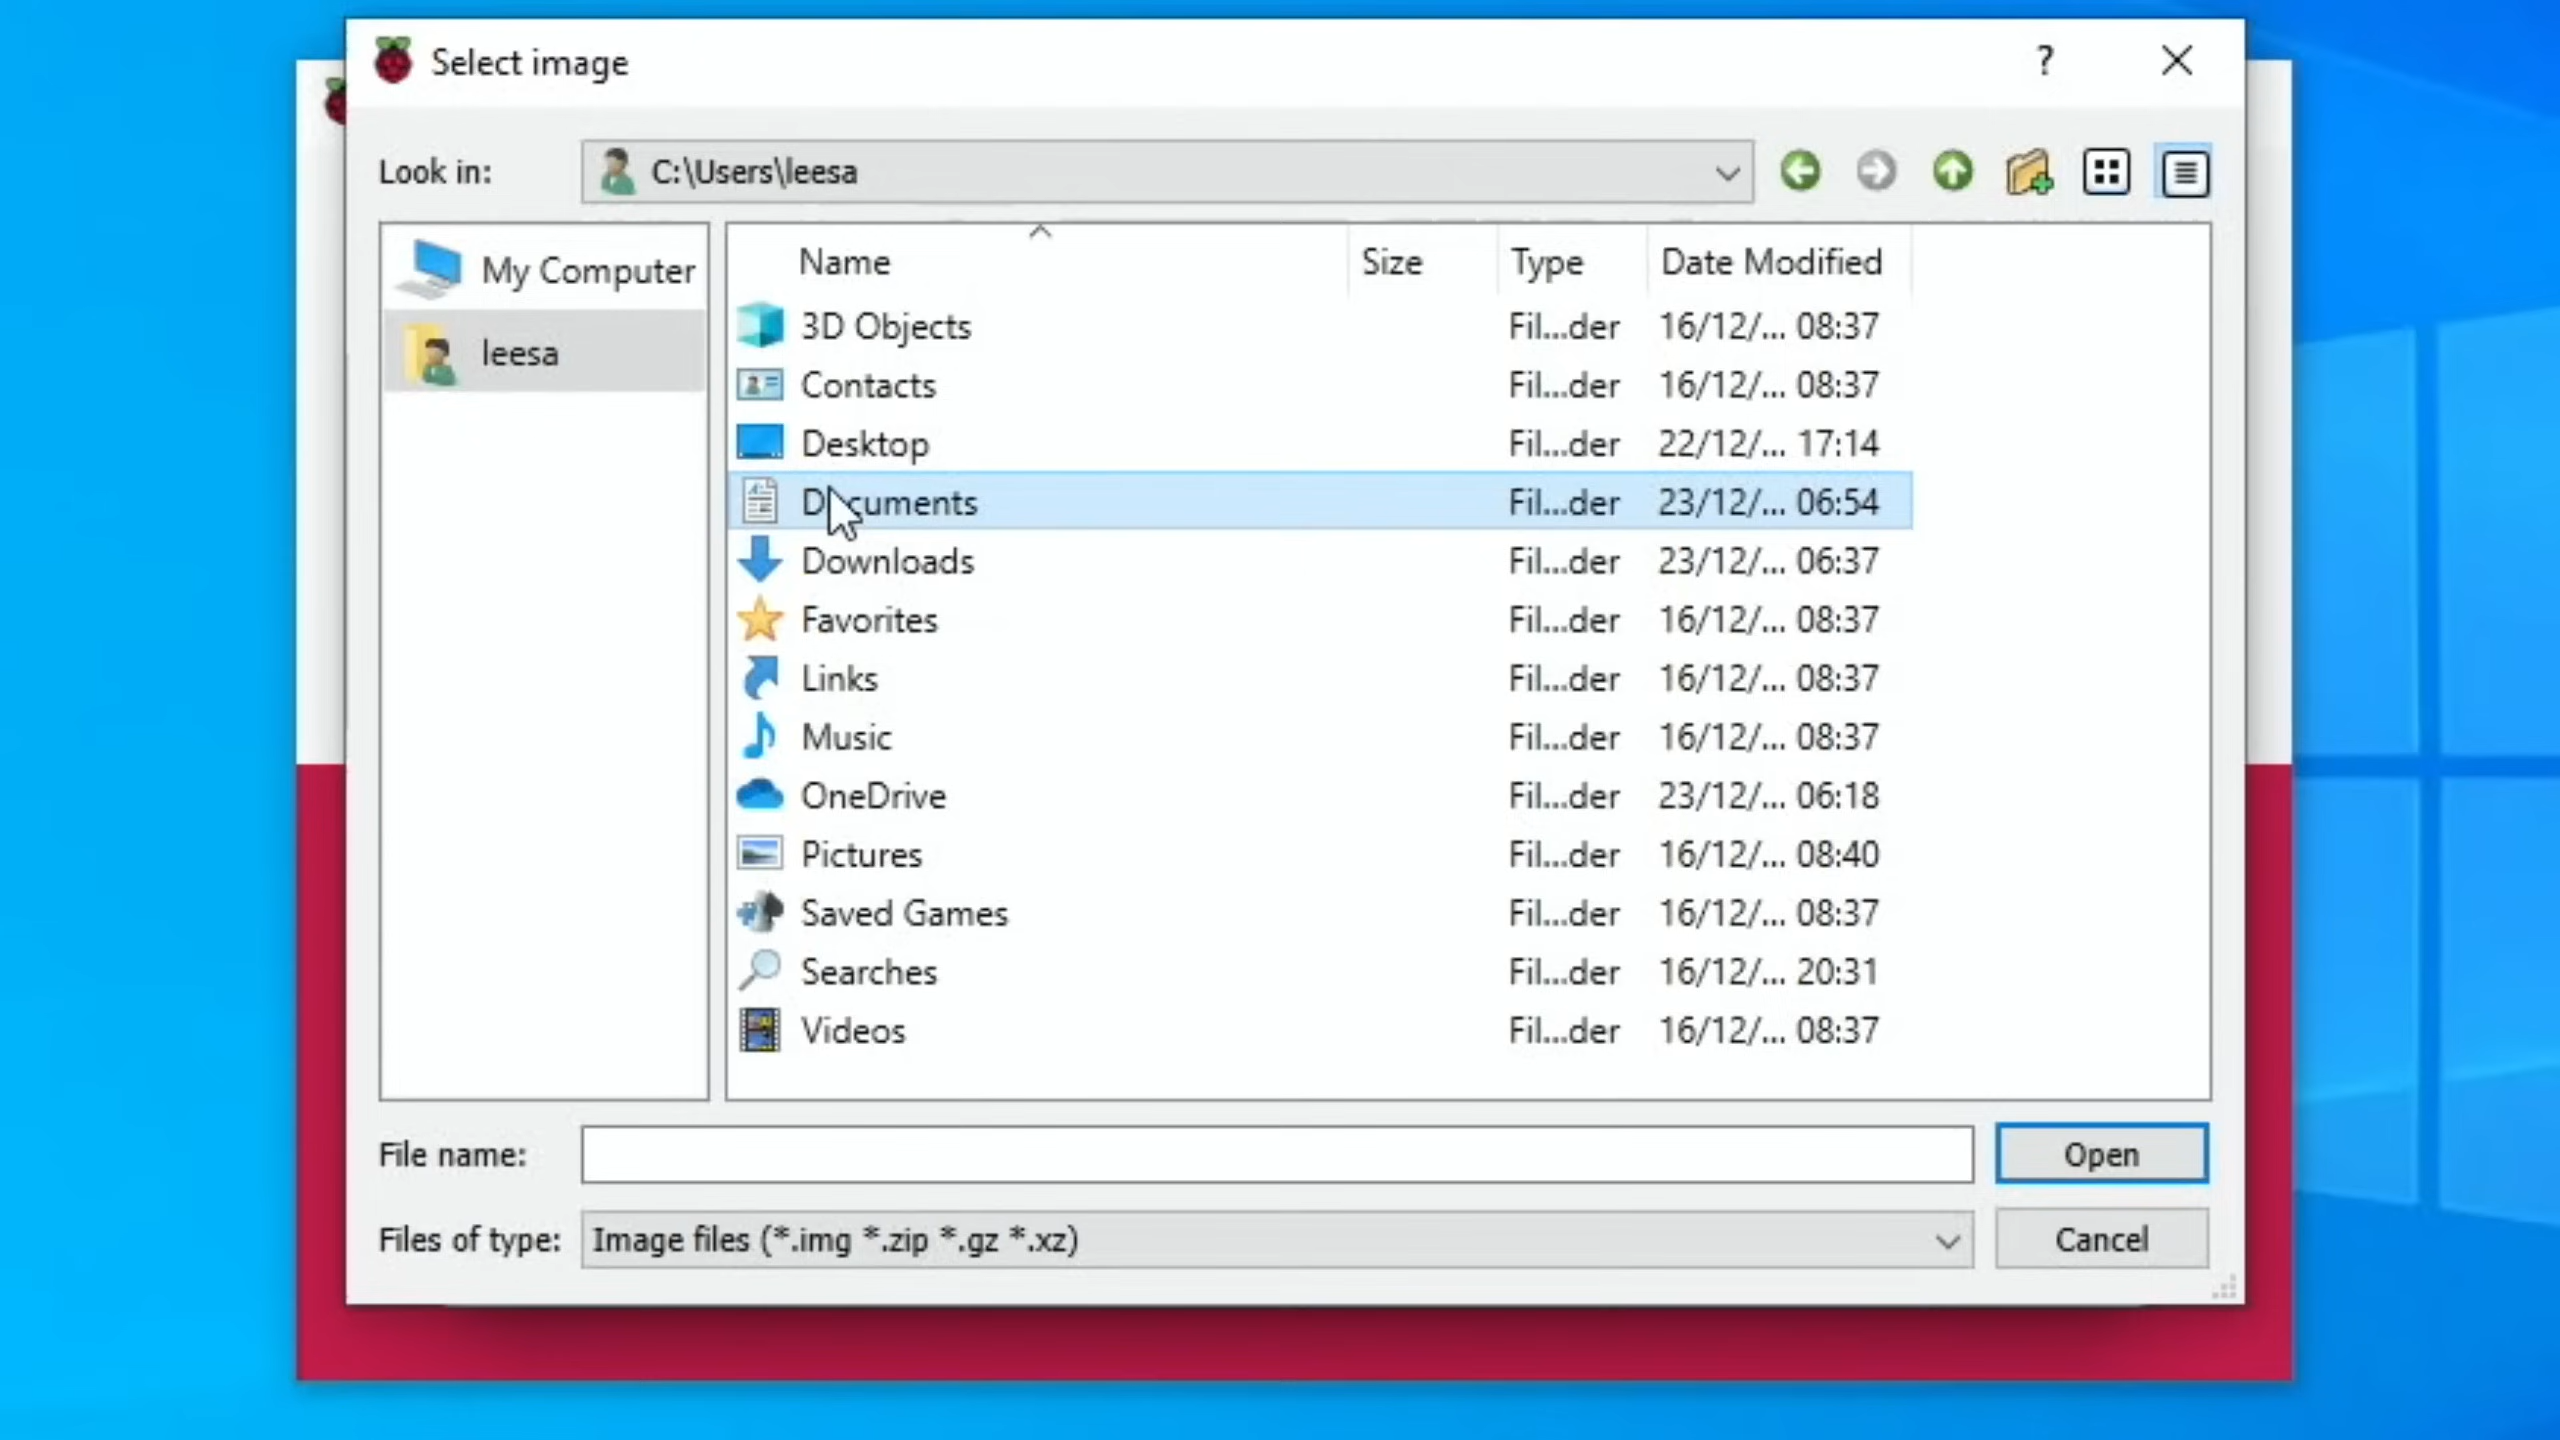 Select image
?
Look in: C:\Users\leesa
My Computer
leesa
Name Size Type Date Modified
3D Objects Fil...der 16/12/... 08:37
Contacts Fil...der 16/12/... 08:37
Desktop Fil...der 22/12/... 17:14
Documents Fil...der 23/12/... 06:54
Downloads Fil...der 23/12/... 06:37
Favorites Fil...der 16/12/... 08:37
Links Fil...der 16/12/... 08:37
Music Fil...der 16/12/... 08:37
OneDrive Fil...der 23/12/... 06:18
Pictures Fil...der 16/12/... 08:40
Saved Games Fil...der 16/12/... 08:37
Searches Fil...der 16/12/... 20:31
Videos Fil...der 16/12/... 08:37
File name: Open
Files of type: Image files (*.img *.zip *.gz *.xz) Cancel